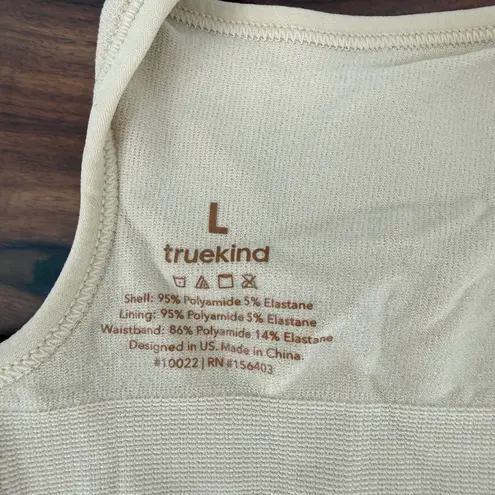 L
truekind
Shell: 95% Polyamide 5% Elastane
Lining: 95% Polyamide 5% Elastane
Waistband: 86% Polyamide 14% Elastane
Designed in US. Made in China.
#10022 | RN #156403